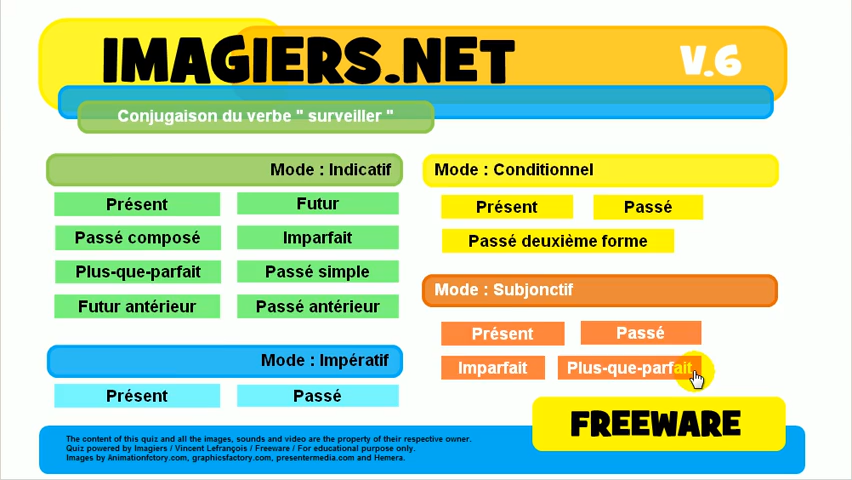 IMAGIERS.NET
V.6
Conjugaison du verbe " surveiller "
Mode : Indicatif
Présent
Futur
Passé composé
Imparfait
Plus-que-parfait
Passé simple
Futur antérieur
Passé antérieur
Mode : Impératif
Présent
Passé
Mode : Conditionnel
Présent
Passé
Passé deuxième forme
Mode : Subjonctif
Présent
Passé
Imparfait
Plus-que-parfait
FREEWARE
The content of this quiz and all the images, sounds and video are the property of their respective owner.
Quiz powered by Imagiers / Vincent Lefrançois / Freeware / For educational purpose only.
Images by Animationfctory.com, graphicsfactory.com, presentermedia.com and Hemera.